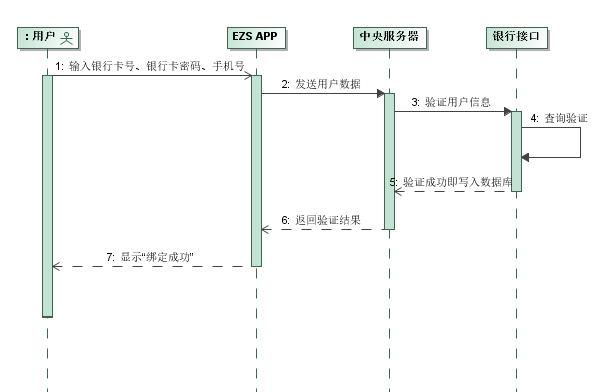 : 用户
EZS APP
中央服务器
银行接口
1: 输入银行卡号、银行卡密码、手机号
2: 发送用户数据
3: 验证用户信息
4: 查询验证
5: 验证成功即写入数据库
6: 返回验证结果
7: 显示“绑定成功”